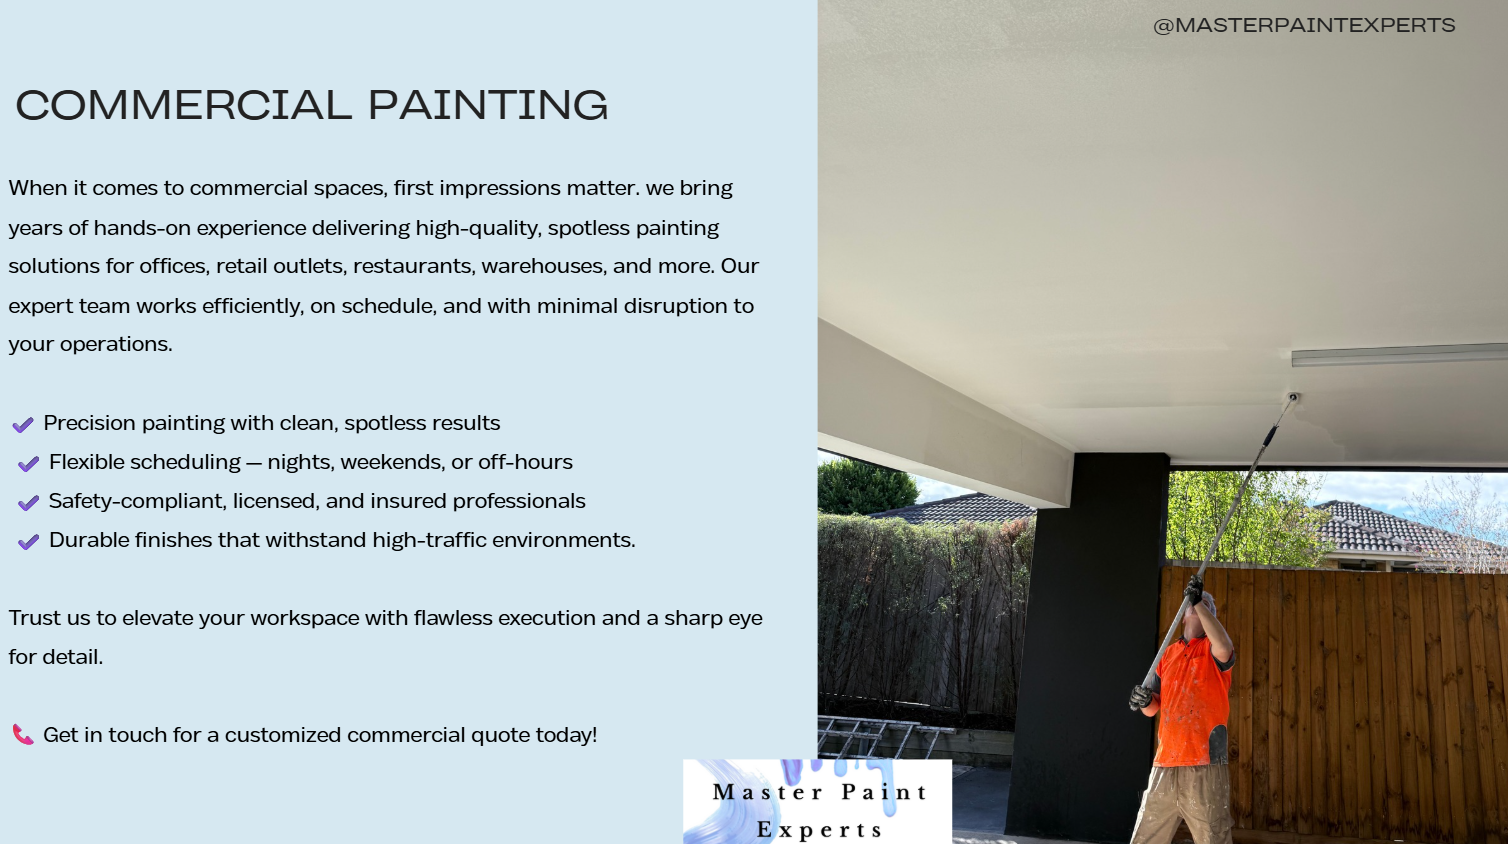 @MASTERPAINTEXPERTS
COMMERCIAL PAINTING
When it comes to commercial spaces, first impressions matter. we bring
years of hands-on experience delivering high-quality, spotless painting
solutions for offices, retail outlets, restaurants, warehouses, and more. Our
expert team works efficiently, on schedule, and with minimal disruption to
your operations.
✔ Precision painting with clean, spotless results
✔ Flexible scheduling — nights, weekends, or off-hours
✔ Safety-compliant, licensed, and insured professionals
✔ Durable finishes that withstand high-traffic environments.
Trust us to elevate your workspace with flawless execution and a sharp eye
for detail.
📞 Get in touch for a customized commercial quote today!
Master Paint
Experts